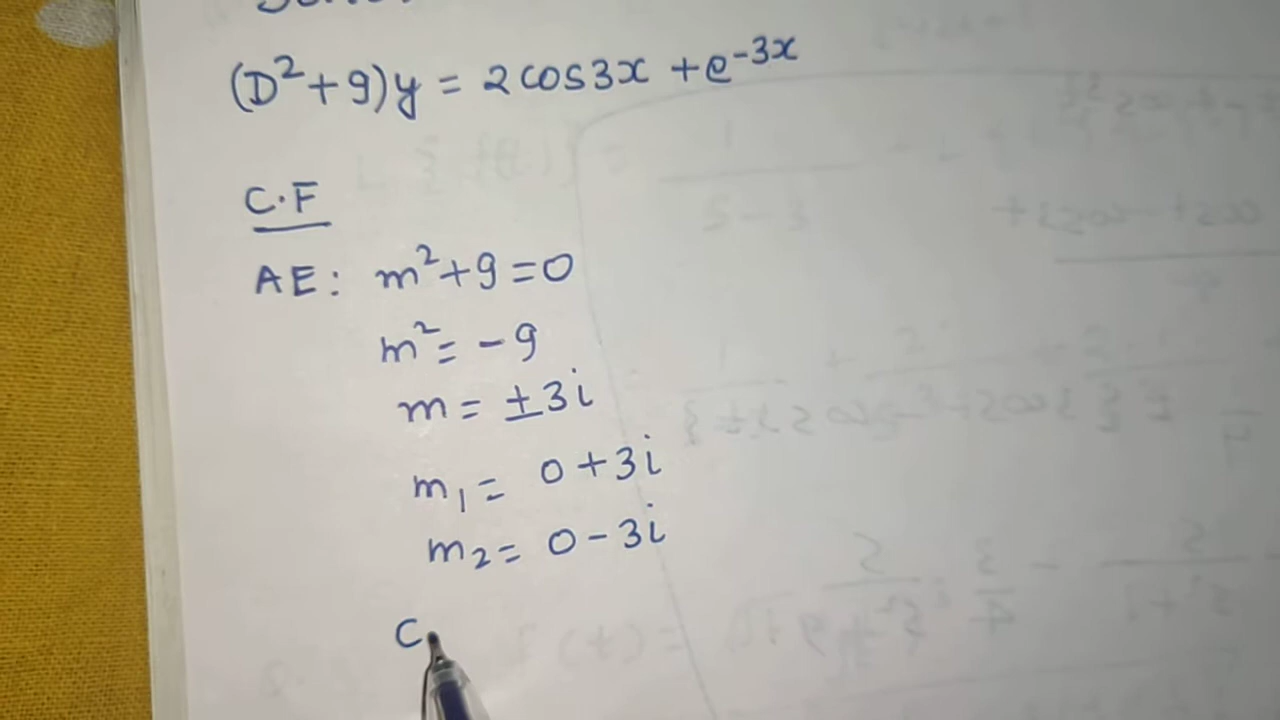 (D²+9)y = 2cos3x + e⁻³ˣ
C.F
AE: m²+9=0
m²= -9
m = ±3i
m₁ = 0+3i
m₂ = 0-3i
C